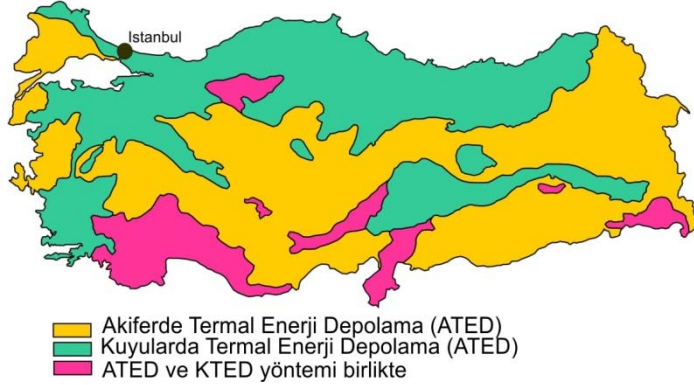 Istanbul
Akiferde Termal Enerji Depolama (ATED)
Kuyularda Termal Enerji Depolama (ATED)
ATED ve KTED yöntemi birlikte